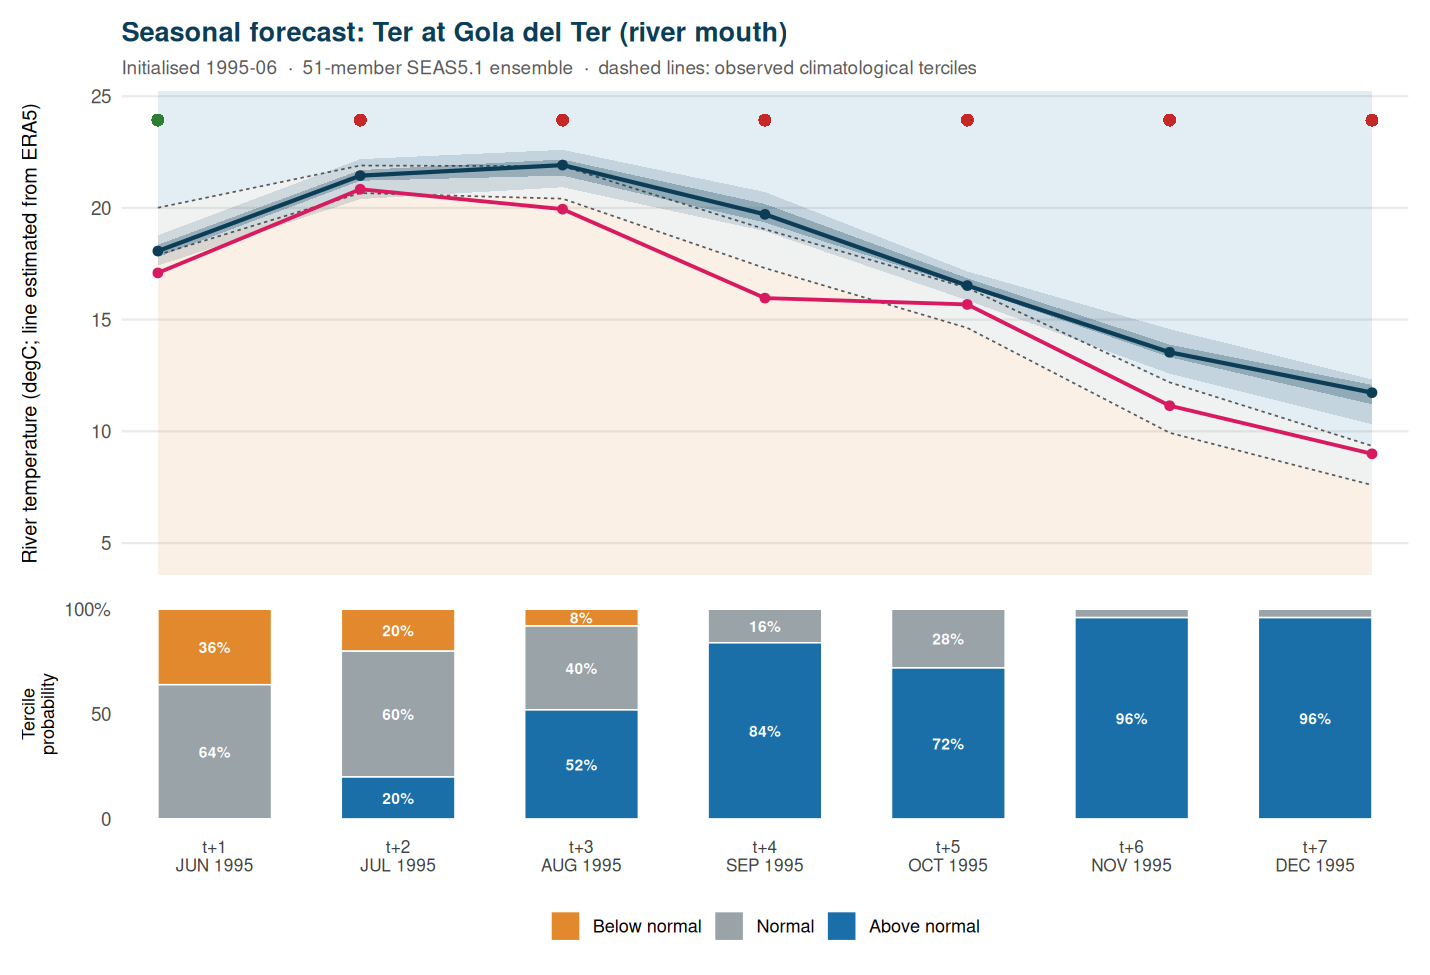 Seasonal forecast: Ter at Gola del Ter (river mouth)
Initialised 1995-06 · 51-member SEAS5.1 ensemble · dashed lines: observed climatological terciles
River temperature (degC; line estimated from ERA5)
25
20
15
10
5
Tercile
probability
100%
50
0
36%
64%
20%
60%
20%
8%
40%
52%
16%
84%
28%
72%
96%
96%
t+1
JUN 1995
t+2
JUL 1995
t+3
AUG 1995
t+4
SEP 1995
t+5
OCT 1995
t+6
NOV 1995
t+7
DEC 1995
Below normal
Normal
Above normal